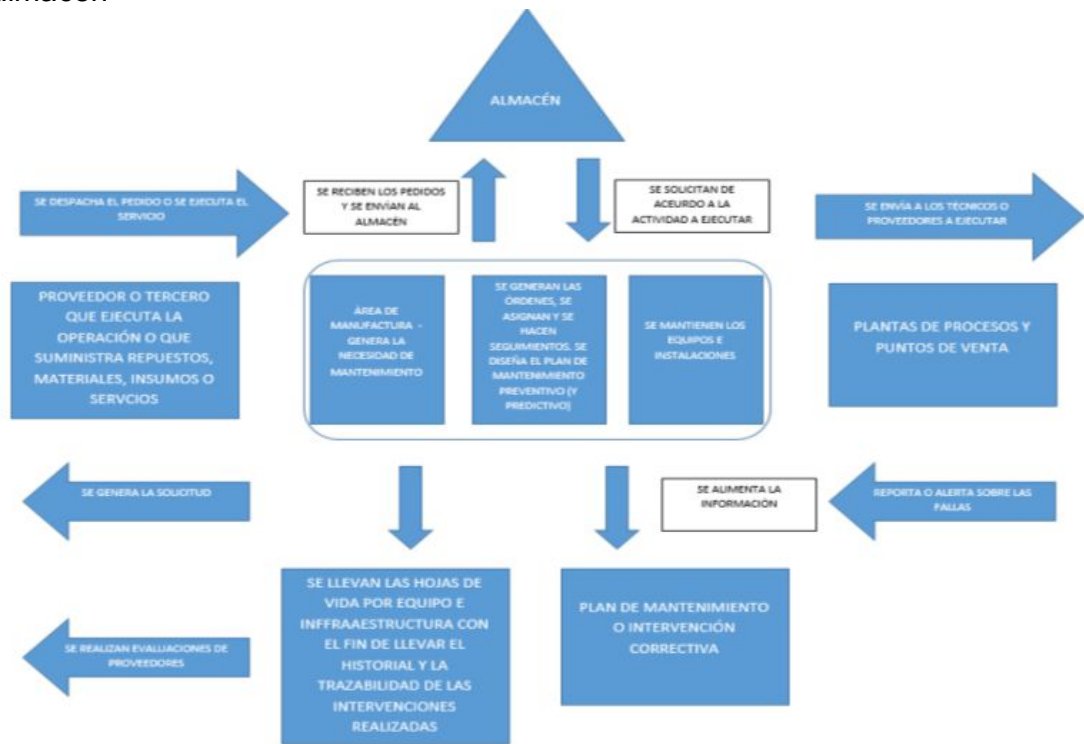 almacén
ALMACÉN
SE DESPACHA EL PEDIDO O SE EJECUTA EL
SERVICIO
SE RECIBEN LOS PEDIDOS
Y SE ENVÍAN AL
ALMACÉN
SE SOLICITAN DE
ACEURDO A LA
ACTIVIDAD A EJECUTAR
SE ENVÍA A LOS TÉCNICOS O
PROVEEDORES A EJECUTAR
PROVEEDOR O TERCERO
QUE EJECUTA LA
OPERACIÓN O QUE
SUMINISTRA REPUESTOS,
MATERIALES, INSUMOS O
SERVCIOS
ÁREA DE
MANUFACTURA -
GENERA LA
NECESIDAD DE
MANTENIMIENTO
SE GENERAN LAS
ÓRDENES, SE
ASIGNAN Y SE
HACEN
SEGUIMIENTOS. SE
DISEÑA EL PLAN DE
MANTENIMIENTO
PREVENTIVO (Y
PREDICTIVO)
SE MANTIENEN LOS
EQUIPOS E
INSTALACIONES
PLANTAS DE PROCESOS Y
PUNTOS DE VENTA
SE GENERA LA SOLICITUD
SE ALIMENTA LA
INFORMACIÓN
REPORTA O ALERTA SOBRE LAS
FALLAS
SE LLEVAN LAS HOJAS DE
VIDA POR EQUIPO E
INFFRAAESTRUCTURA CON
EL FIN DE LLEVAR EL
HISTORIAL Y LA
TRAZABILIDAD DE LAS
INTERVENCIONES
REALIZADAS
PLAN DE MANTENIMIENTO
O INTERVENCIÓN
CORRECTIVA
SE REALIZAN EVALUACIONES DE
PROVEEDORES